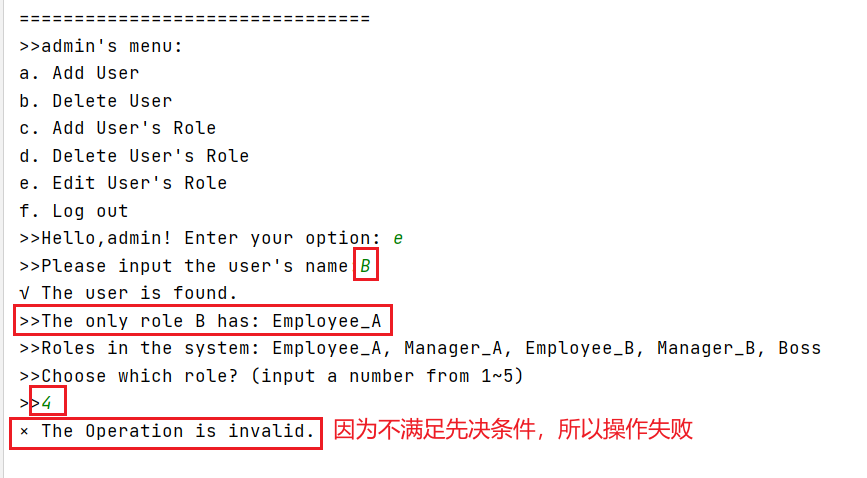 ================================
>>admin's menu:
a. Add User
b. Delete User
c. Add User's Role
d. Delete User's Role
e. Edit User's Role
f. Log out
>>Hello,admin! Enter your option: e
>>Please input the user's name B
√ The user is found.
>>The only role B has: Employee_A
>>Roles in the system: Employee_A, Manager_A, Employee_B, Manager_B, Boss
>>Choose which role? (input a number from 1~5)
>>4
× The Operation is invalid. 因为不满足先决条件，所以操作失败